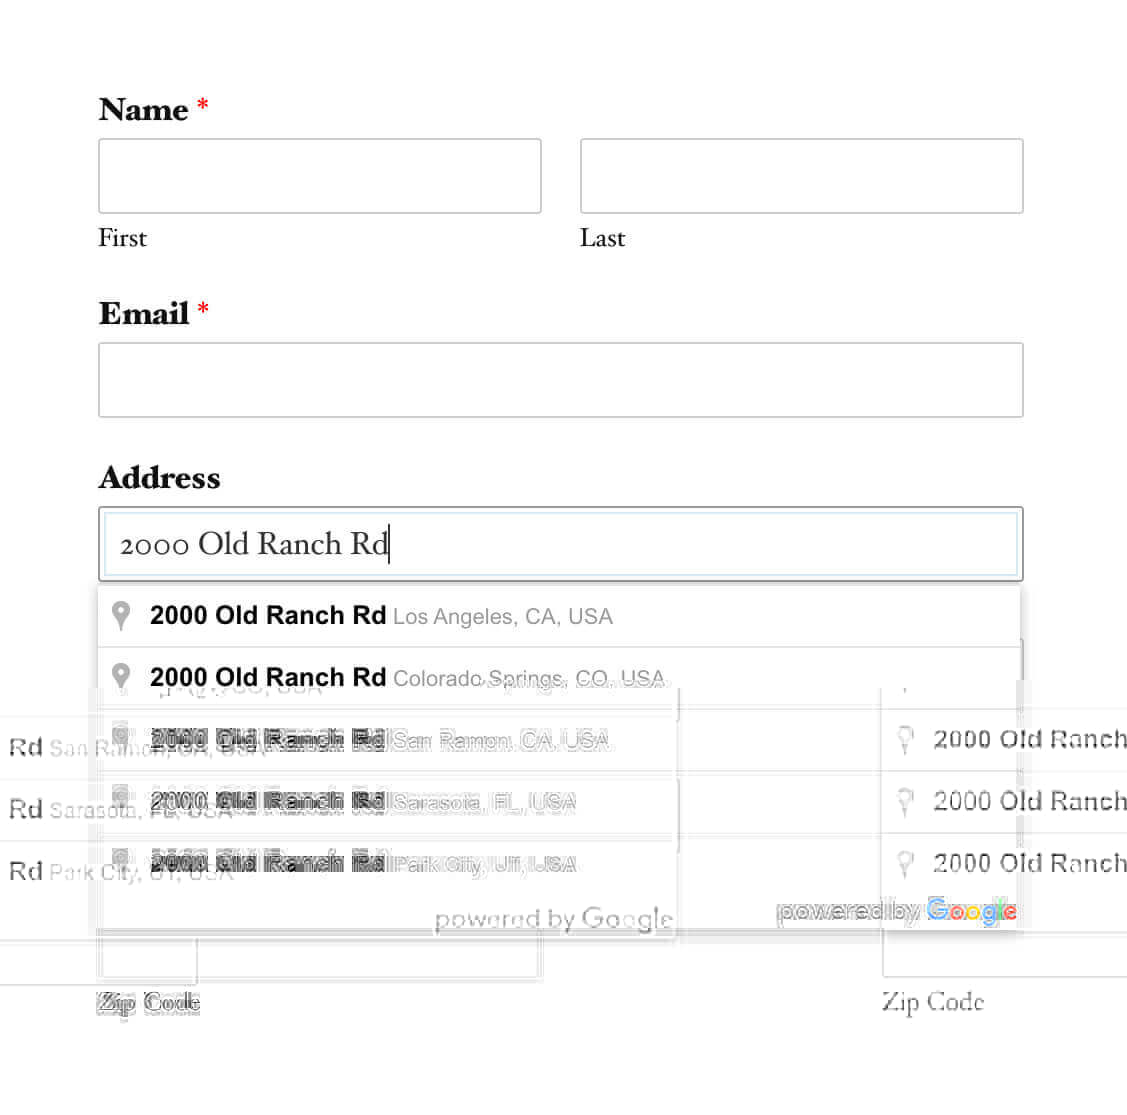 Name *
First
Last
Email *
Address
2000 Old Ranch Rd
2000 Old Ranch Rd Los Angeles, CA, USA
2000 Old Ranch Rd Colorado Springs, CO, USA
Rd San Ramon, CA, USA
2000 Old Ranch Rd San Ramon, CA, USA
2000 Old Ranch
Rd Sarasota, FL, USA
2000 Old Ranch Rd Sarasota, FL, USA
2000 Old Ranch
Rd Park City, UT, USA
2000 Old Ranch Rd Park City, UT, USA
2000 Old Ranch
powered by Google
powered by Google
Zip Code
Zip Code